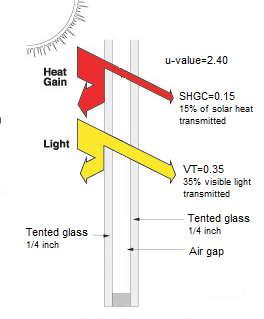 u-value=2.40
Heat
Gain
SHGC=0.15
15% of solar heat
transmitted
Light
VT=0.35
35% visible light
transmitted
Tented glass
1/4 inch
Tented glass
1/4 inch
Air gap